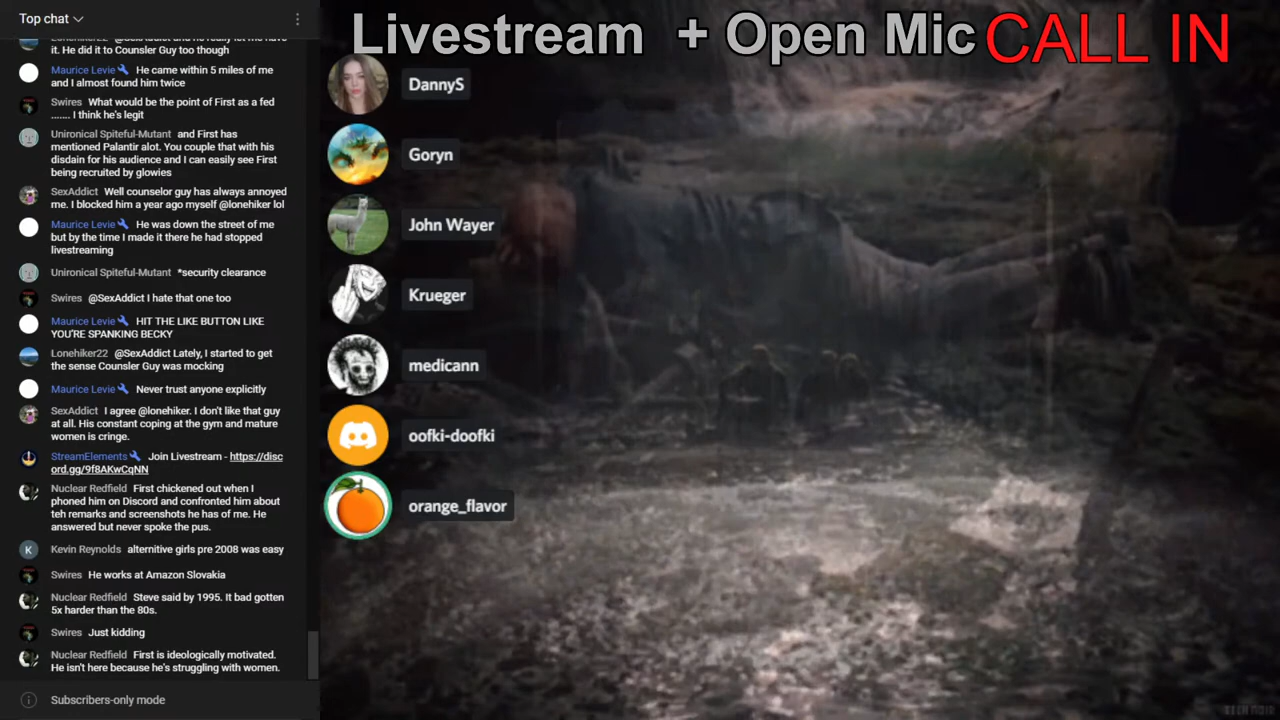 Top chat
Livestream + Open Mic CALL IN
it. He did it to Counsler Guy too though
Maurice Levie He came within 5 miles of me
and I almost found him twice
Swires What would be the point of First as a fed
....... I think he's legit
Unironical Spiteful-Mutant and First has
mentioned Palantir alot. You couple that with his
disdain for his audience and I can easily see First
being recruited by glowies
SexAddict Well counselor guy has always annoyed
me. I blocked him a year ago myself @lonehiker lol
Maurice Levie He was down the street of me
but by the time I made it there he had stopped
livestreaming
Unironical Spiteful-Mutant *security clearance
Swires @SexAddict I hate that one too
Maurice Levie HIT THE LIKE BUTTON LIKE
YOU'RE SPANKING BECKY
Lonehiker22 @SexAddict Lately, I started to get
the sense Counsler Guy was mocking
Maurice Levie Never trust anyone explicitly
SexAddict I agree @lonehiker. I don't like that guy
at all. His constant coping at the gym and mature
women is cringe.
StreamElements Join Livestream - https://disc
ord.gg/9f8AKwCqNN
Nuclear Redfield First chickened out when I
phoned him on Discord and confronted him about
teh remarks and screenshots he has of me. He
answered but never spoke the pus.
K Kevin Reynolds alternitive girls pre 2008 was easy
Swires He works at Amazon Slovakia
Nuclear Redfield Steve said by 1995. It bad gotten
5x harder than the 80s.
Swires Just kidding
Nuclear Redfield First is ideologically motivated.
He isn't here because he's struggling with women.
Subscribers-only mode
DannyS
Goryn
John Wayer
Krueger
medicann
oofki-doofki
orange_flavor